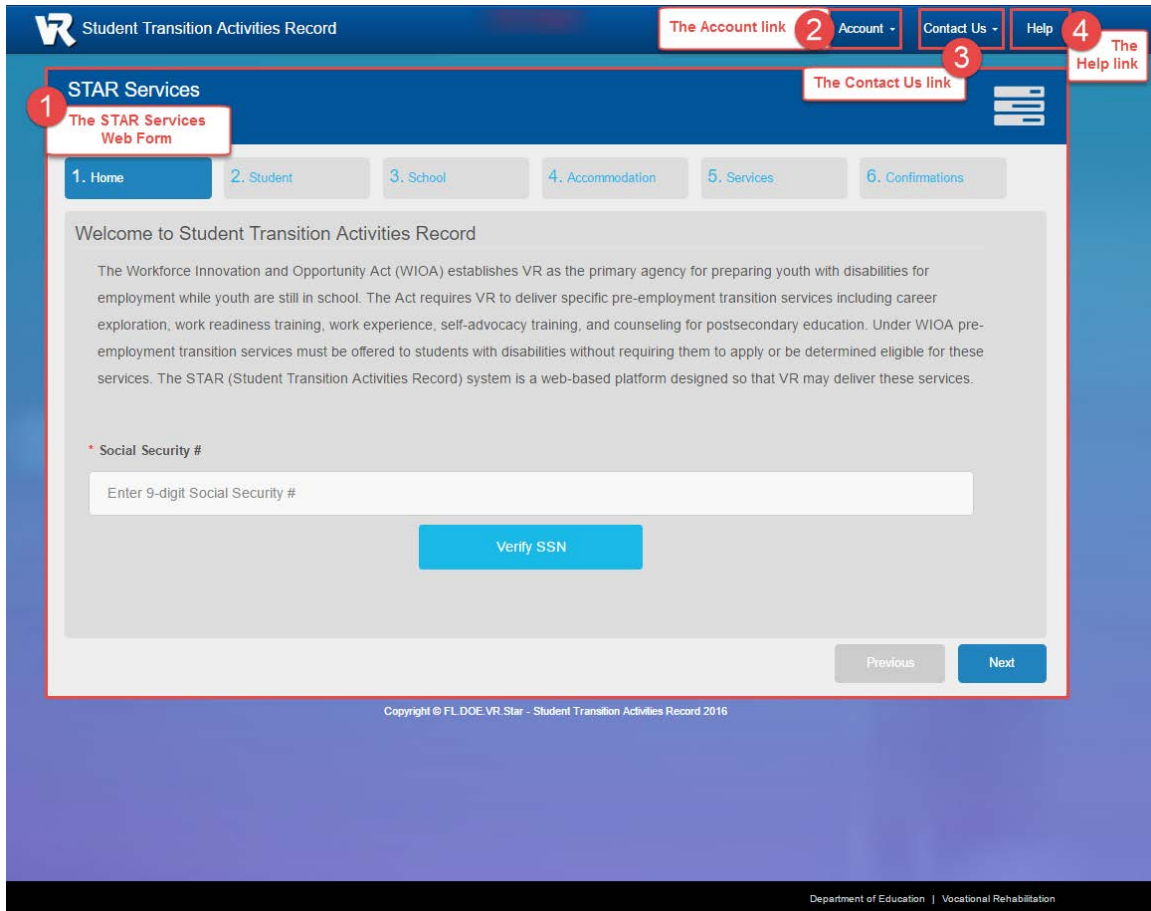 VR Student Transition Activities Record
The Account link
2
Account
Contact Us
Help
4
The
Help link
3
The Contact Us link
STAR Services
1
The STAR Services
Web Form
1. Home
2. Student
3. School
4. Accommodation
5. Services
6. Confirmations
Welcome to Student Transition Activities Record
The Workforce Innovation and Opportunity Act (WIOA) establishes VR as the primary agency for preparing youth with disabilities for
employment while youth are still in school. The Act requires VR to deliver specific pre-employment transition services including career
exploration, work readiness training, work experience, self-advocacy training, and counseling for postsecondary education. Under WIOA pre-
employment transition services must be offered to students with disabilities without requiring them to apply or be determined eligible for these
services. The STAR (Student Transition Activities Record) system is a web-based platform designed so that VR may deliver these services.
* Social Security #
Enter 9-digit Social Security #
Verify SSN
Previous
Next
Copyright © FL.DOE.VR.Star - Student Transition Activities Record 2016
Department of Education | Vocational Rehabilitation